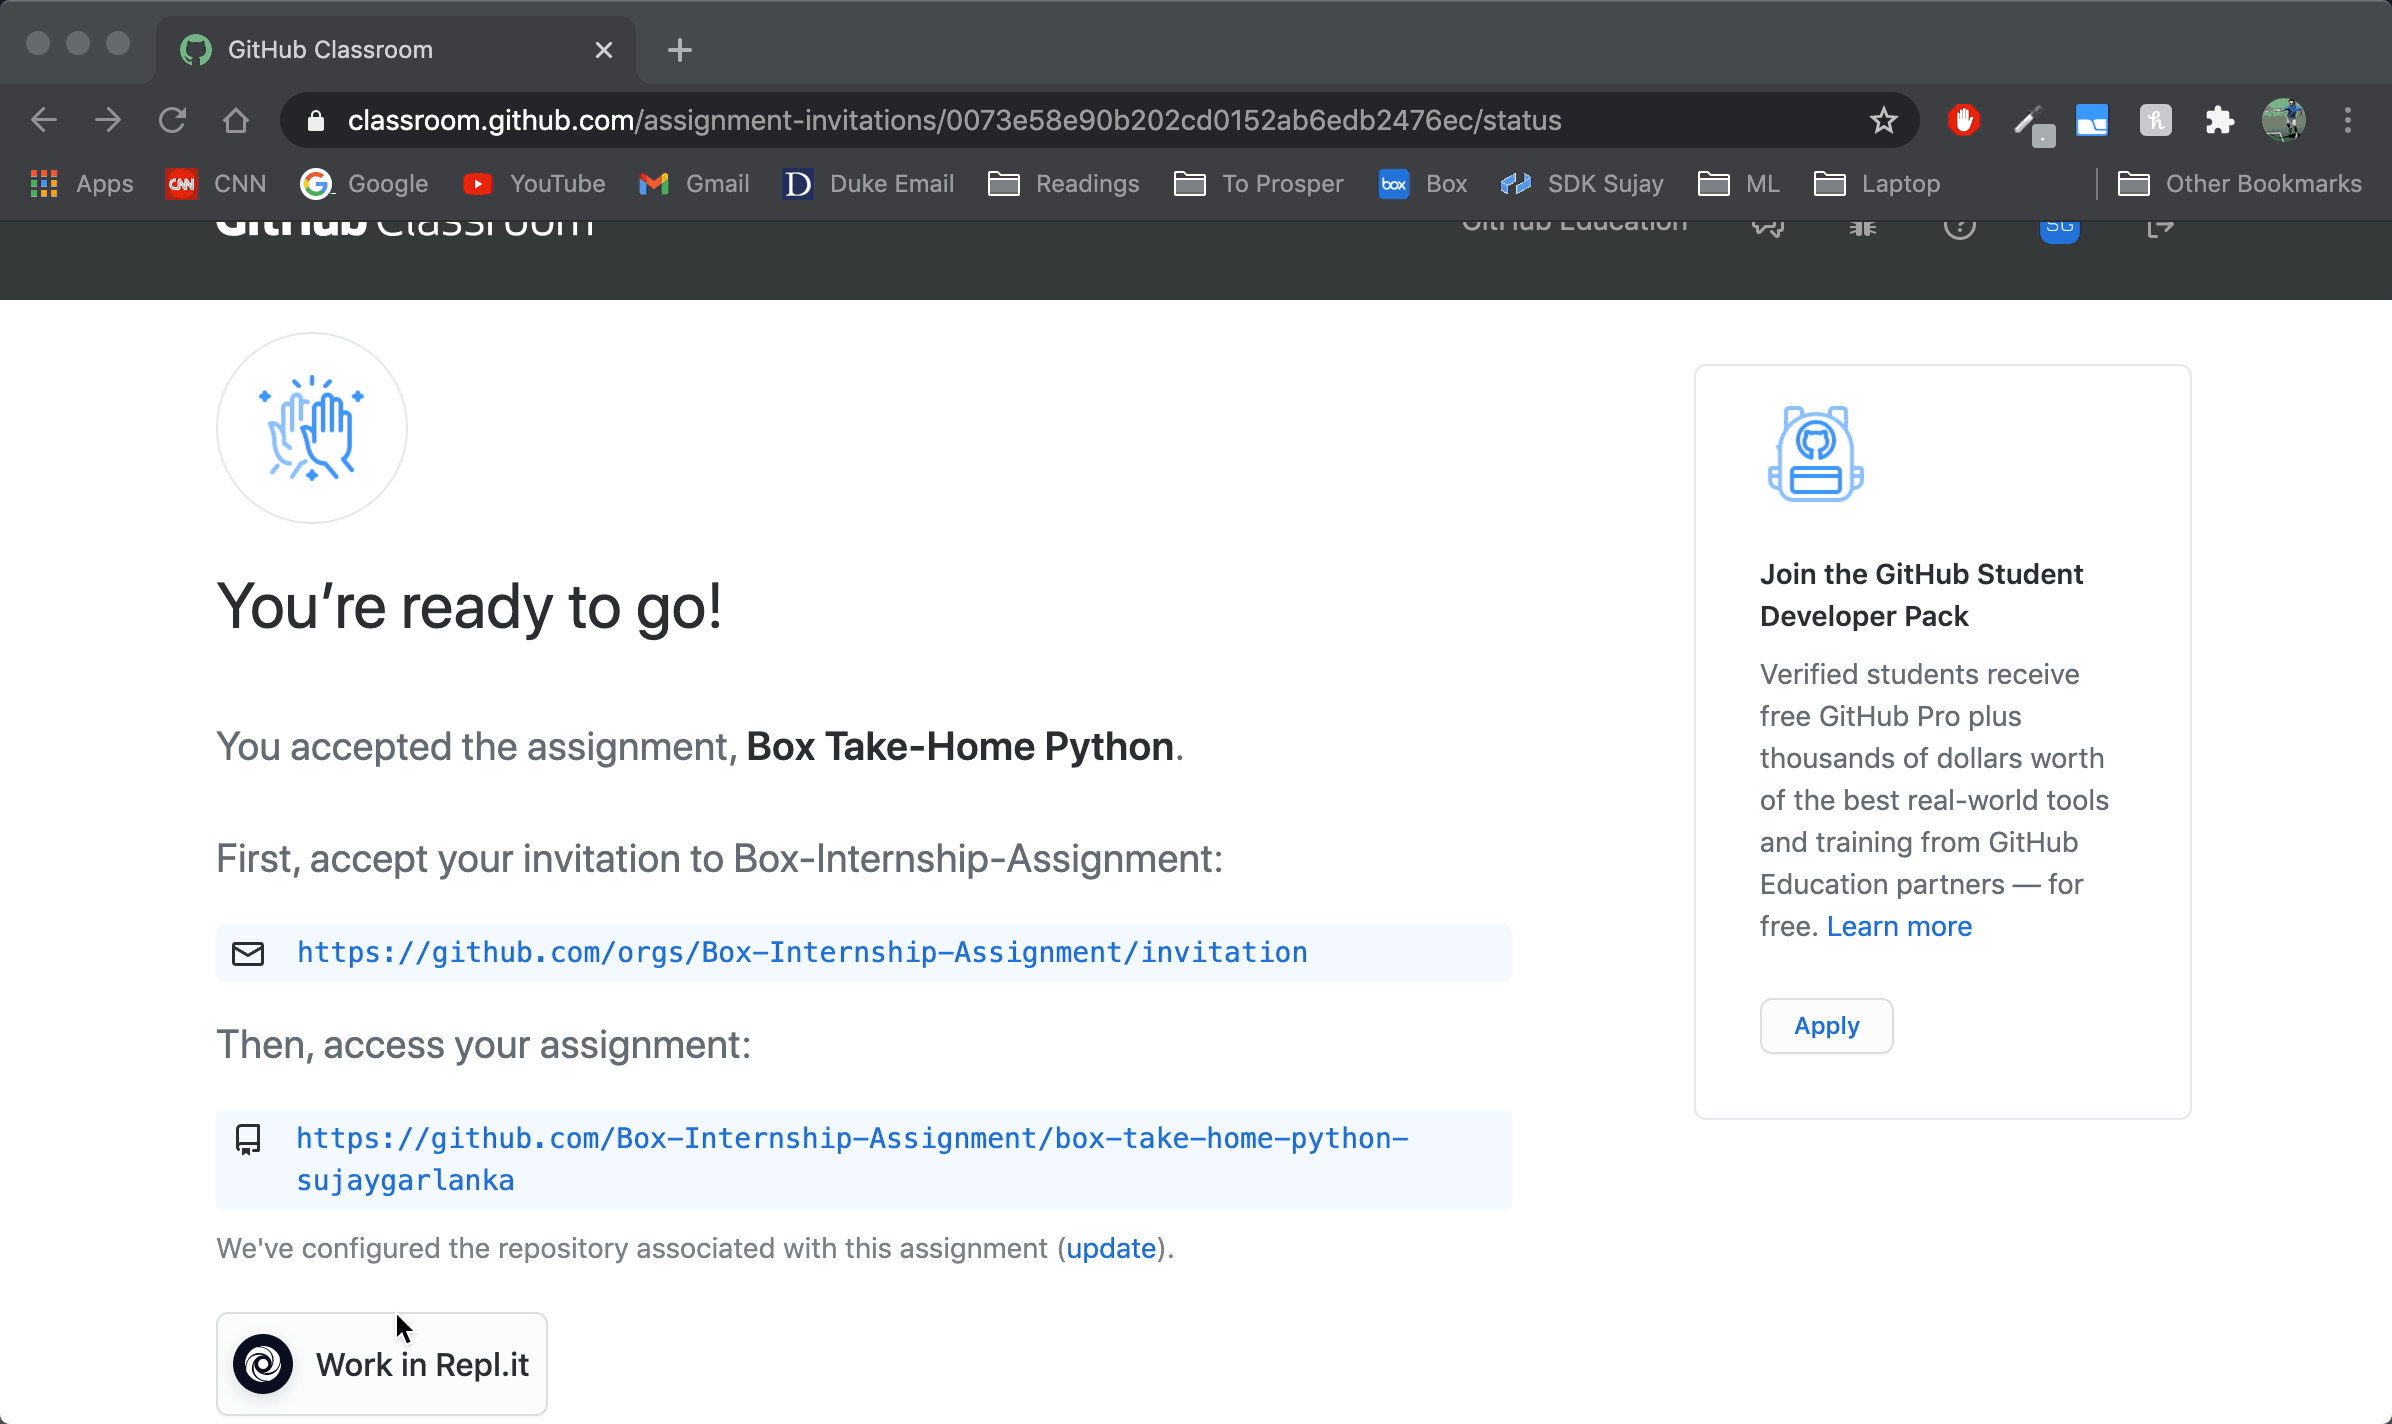 GitHub Classroom
classroom.github.com/assignment-invitations/0073e58e90b202cd0152ab6edb2476ec/status
Apps CNN CNN Google YouTube Gmail D Duke Email Readings To Prosper box Box SDK Sujay ML Laptop Other Bookmarks
GitHub Classroom GitHub Education SG
You’re ready to go!
You accepted the assignment, Box Take-Home Python.
First, accept your invitation to Box-Internship-Assignment:
https://github.com/orgs/Box-Internship-Assignment/invitation
Then, access your assignment:
https://github.com/Box-Internship-Assignment/box-take-home-python-
sujaygarlanka
We've configured the repository associated with this assignment (update).
Work in Repl.it
Join the GitHub Student
Developer Pack
Verified students receive
free GitHub Pro plus
thousands of dollars worth
of the best real-world tools
and training from GitHub
Education partners — for
free. Learn more
Apply